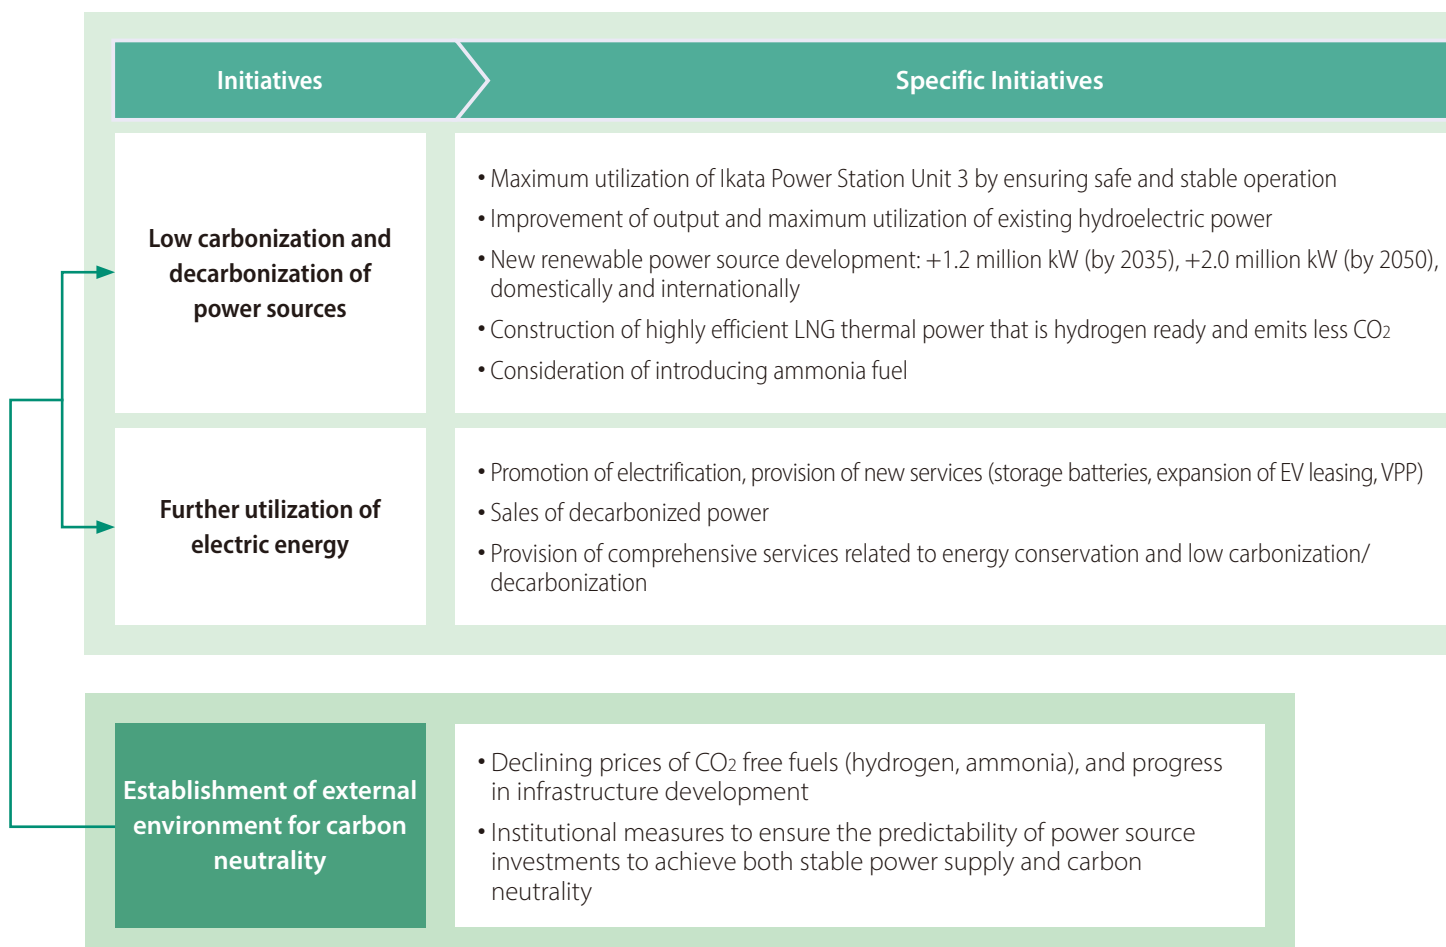 Initiatives
Specific Initiatives
Low carbonization and
decarbonization of
power sources
• Maximum utilization of Ikata Power Station Unit 3 by ensuring safe and stable operation
• Improvement of output and maximum utilization of existing hydroelectric power
• New renewable power source development: +1.2 million kW (by 2035), +2.0 million kW (by 2050),
domestically and internationally
• Construction of highly efficient LNG thermal power that is hydrogen ready and emits less CO2
• Consideration of introducing ammonia fuel
Further utilization of
electric energy
• Promotion of electrification, provision of new services (storage batteries, expansion of EV leasing, VPP)
• Sales of decarbonized power
• Provision of comprehensive services related to energy conservation and low carbonization/
decarbonization
Establishment of external
environment for carbon
neutrality
• Declining prices of CO2 free fuels (hydrogen, ammonia), and progress
in infrastructure development
• Institutional measures to ensure the predictability of power source
investments to achieve both stable power supply and carbon
neutrality